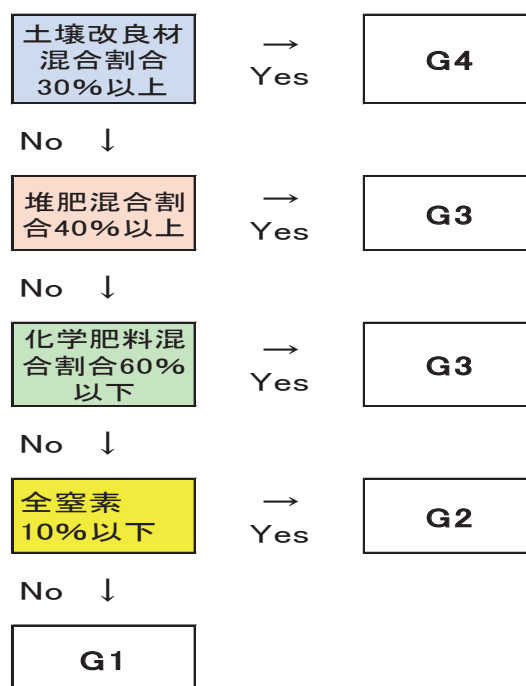 土壌改良材
混合割合
30%以上
→
Yes
G4
No ↓
堆肥混合割
合40%以上
→
Yes
G3
No ↓
化学肥料混
合割合60%
以下
→
Yes
G3
No ↓
全窒素
10%以下
→
Yes
G2
No ↓
G1